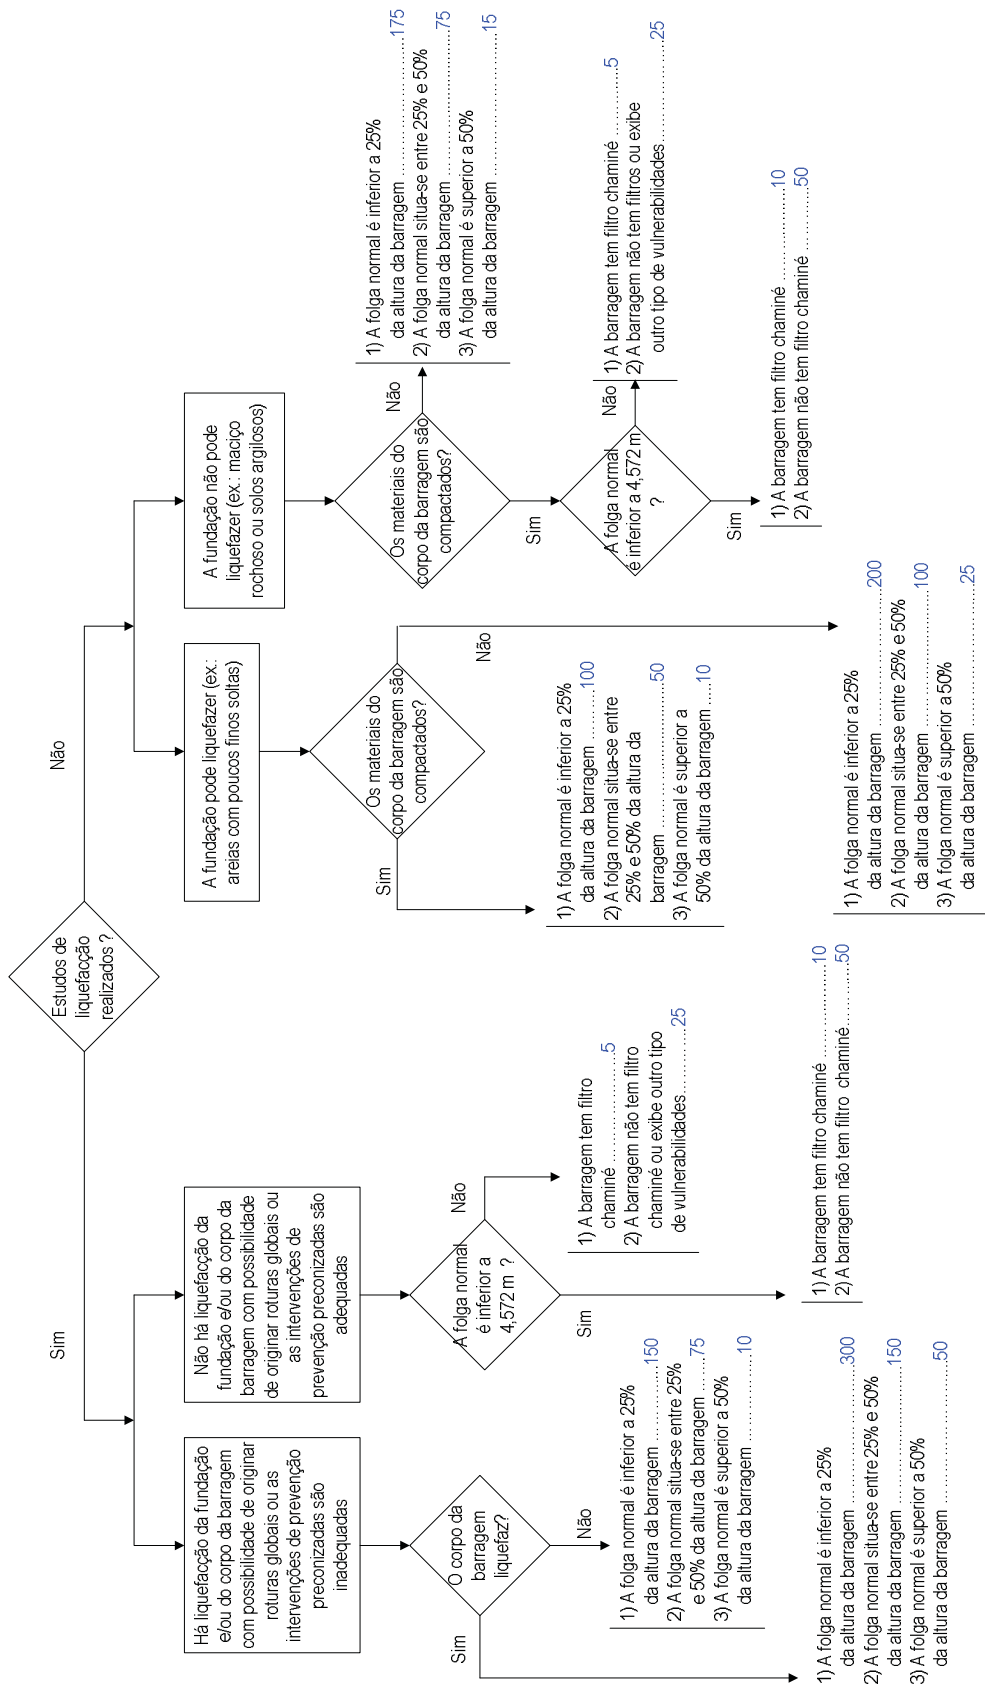 Estudos de
liquefacção
realizados ?
Sim
Não
Há liquefacção da fundação
e/ou do corpo da barragem
com possibilidade de originar
roturas globais ou as
intervenções de prevenção
preconizadas são
inadequadas
Não há liquefacção da
fundação e/ou do corpo da
barragem com possibilidade
de originar roturas globais ou
as intervenções de
prevenção preconizadas são
adequadas
A fundação pode liquefazer (ex.:
areias com poucos finos soltas)
A fundação não pode
liquefazer (ex.: maciço
rochoso ou solos argilosos)
O corpo da
barragem
liquefaz?
Sim
Não
1) A folga normal é inferior a 25%
da altura da barragem ....................150
2) A folga normal situa-se entre 25%
e 50% da altura da barragem .......75
3) A folga normal é superior a 50%
da altura da barragem ....................10
1) A folga normal é inferior a 25%
da altura da barragem ..........................300
2) A folga normal situa-se entre 25% e 50%
da altura da barragem..........................150
3) A folga normal é superior a 50%
da altura da barragem ..........................50
A folga normal
é inferior a
4,572 m ?
Não
Sim
1) A barragem tem filtro
chaminé ......................5
2) A barragem não tem filtro
chaminé ou exibe outro tipo
de vulnerabilidades....................25
1) A barragem tem filtro chaminé ....................10
2) A barragem não tem filtro chaminé............50
Os materiais do
corpo da barragem são
compactados?
Sim
Não
1) A folga normal é inferior a 25%
da altura da barragem ............100
2) A folga normal situa-se entre
25% e 50% da altura da
barragem ..........................50
3) A folga normal é superior a
50% da altura da barragem .....10
1) A folga normal é inferior a 25%
da altura da barragem ..........................200
2) A folga normal situa-se entre 25% e 50%
da altura da barragem ..........................100
3) A folga normal é superior a 50%
da altura da barragem ..........................25
Os materiais do
corpo da barragem são
compactados?
Não
Sim
1) A folga normal é inferior a 25%
da altura da barragem ......................175
2) A folga normal situa-se entre 25% e 50%
da altura da barragem..........................75
3) A folga normal é superior a 50%
da altura da barragem ........................15
A folga normal
é inferior a 4,572 m
?
Não
Sim
1) A barragem tem filtro chaminé ............5
2) A barragem não tem filtros ou exibe
outro tipo de vulnerabilidades....................25
1) A barragem tem filtro chaminé ....................10
2) A barragem não tem filtro chaminé ............50